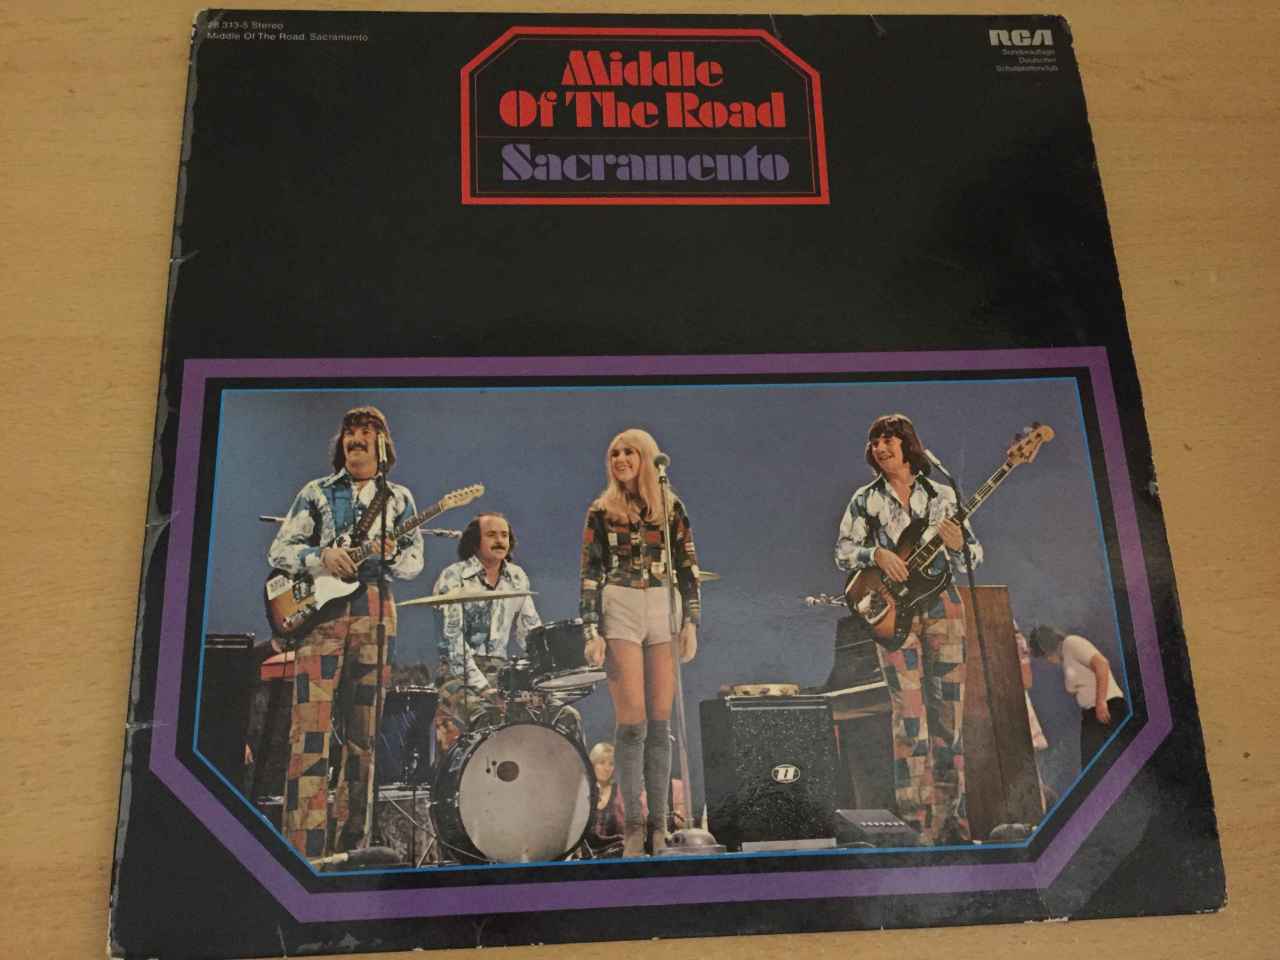 28 313-5 Stereo
Middle Of The Road. Sacramento
RCA
Sonderauflage
Deutscher
Schallplattenclub
Middle
Of The Road
Sacramento